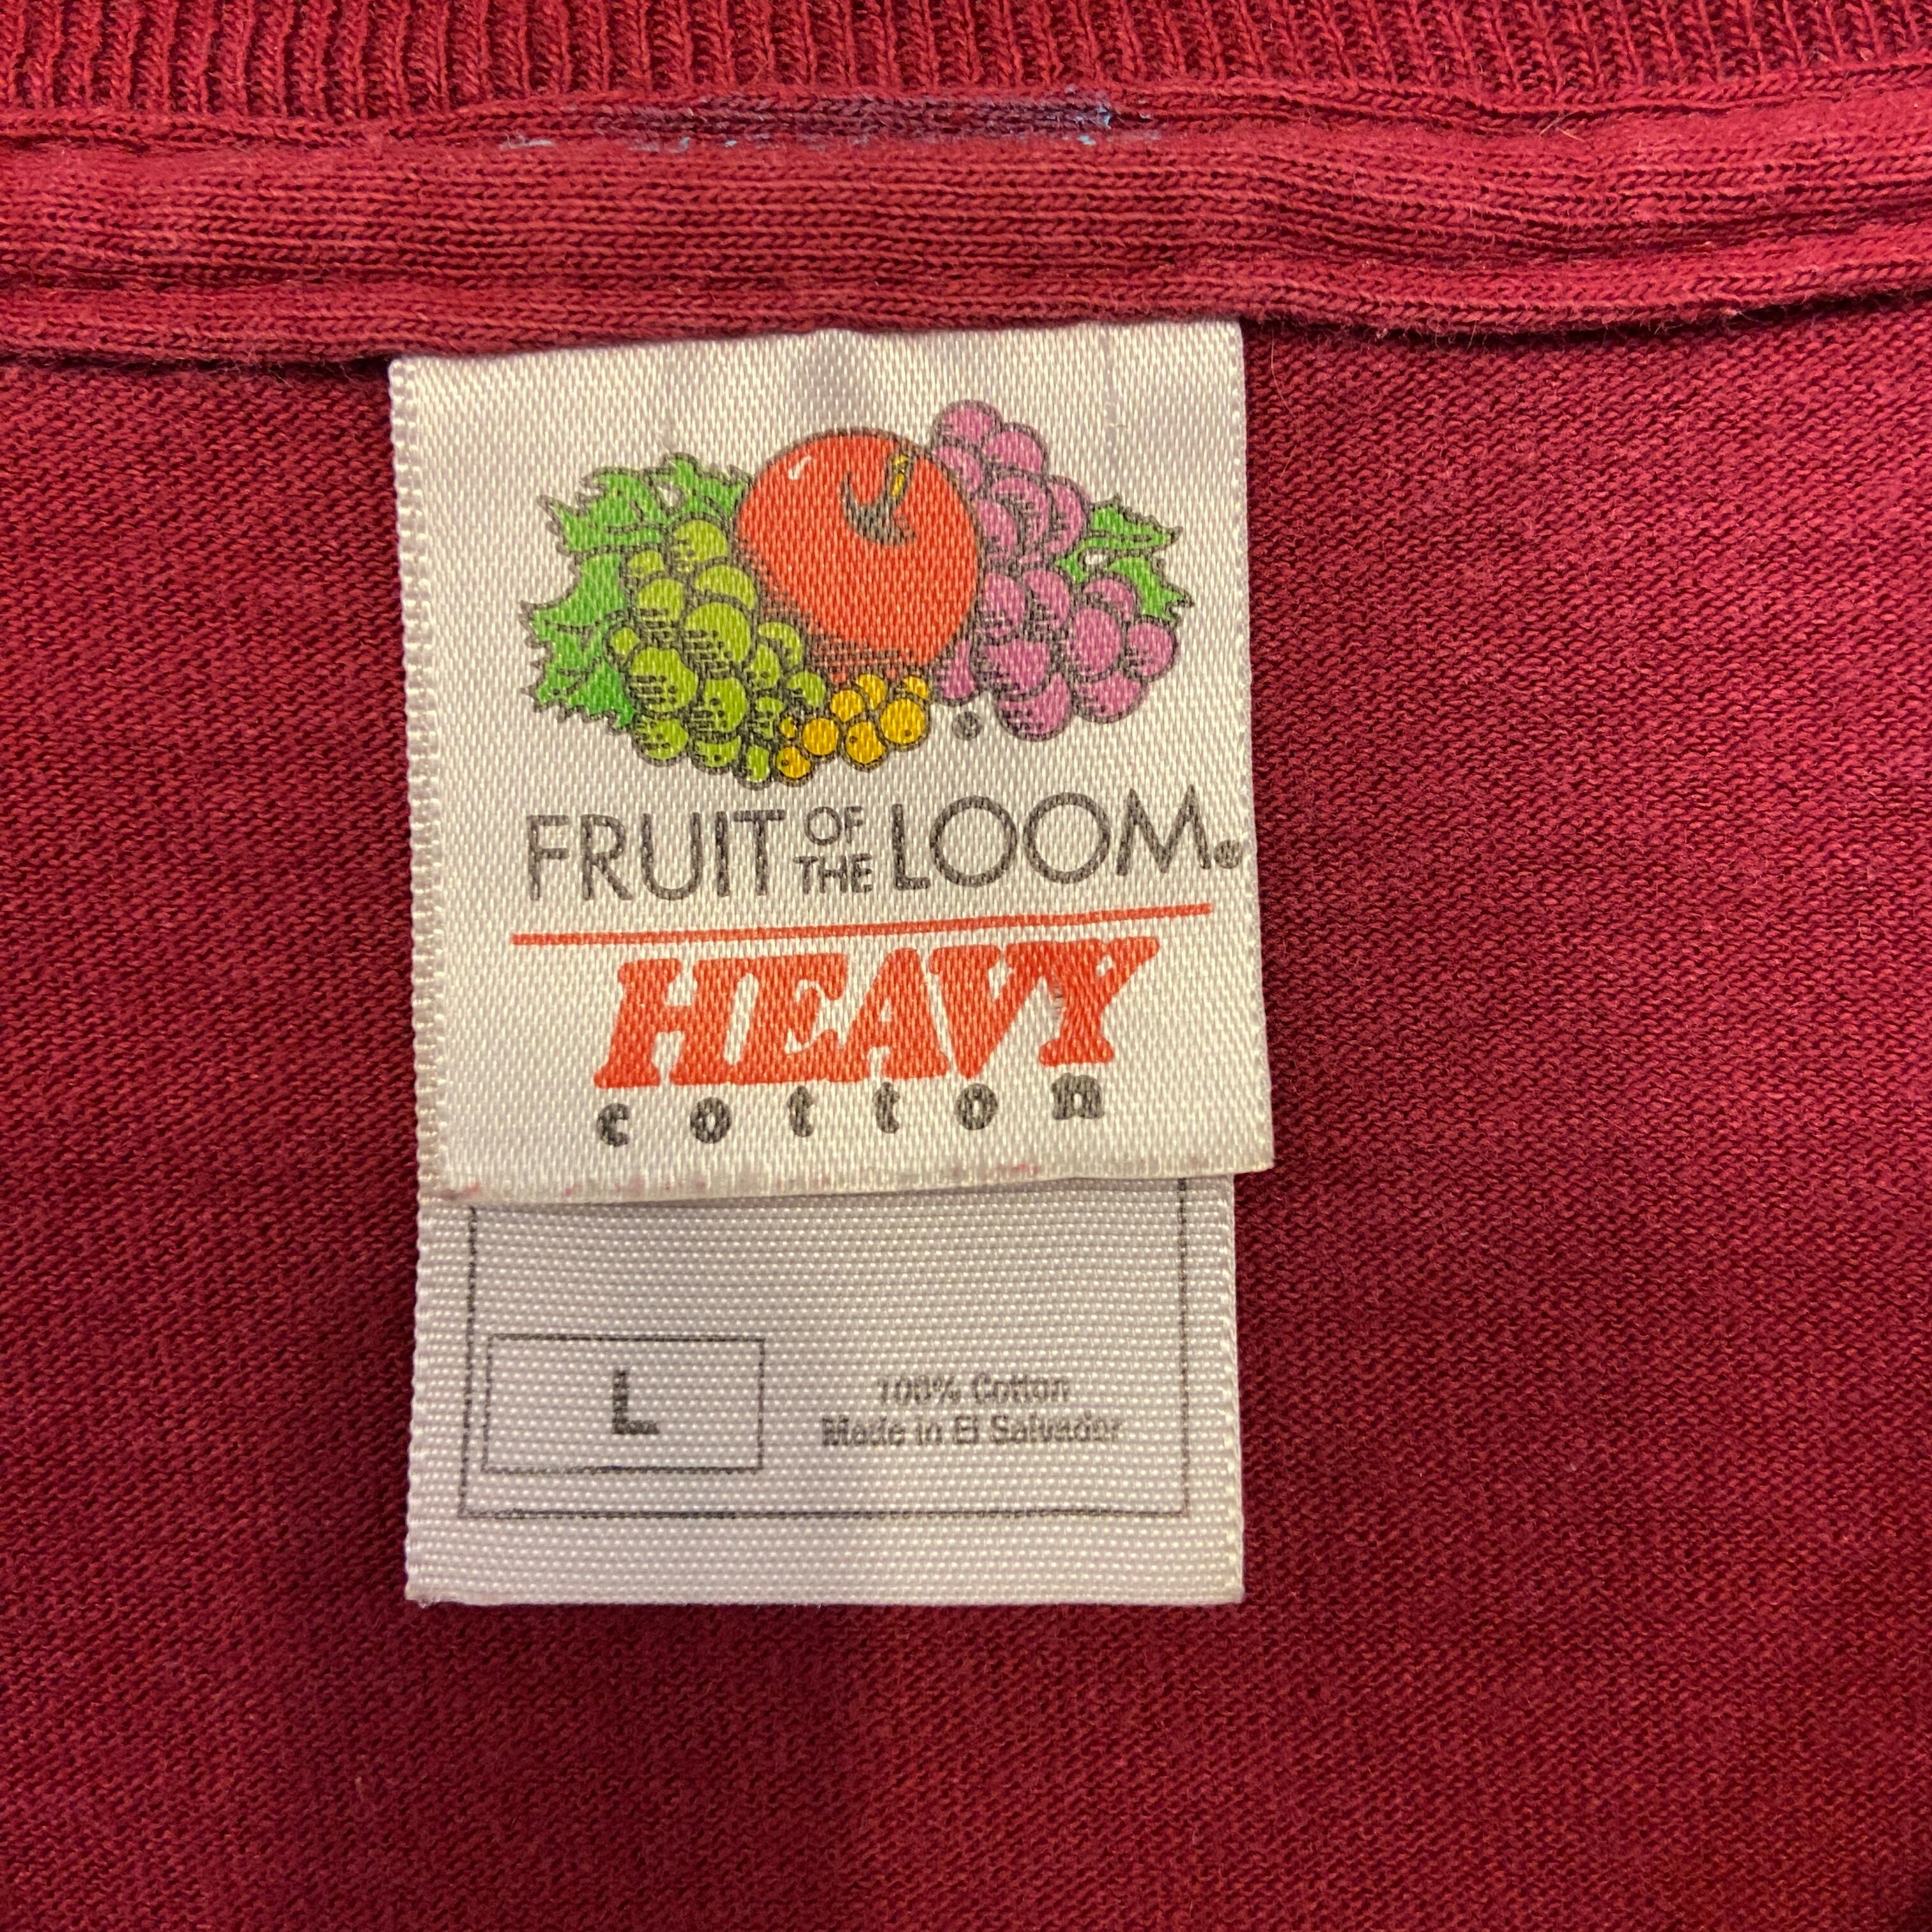 ®
FRUIT OF THE LOOM®
HEAVY
cotton
L
100% Cotton
Made in El Salvador